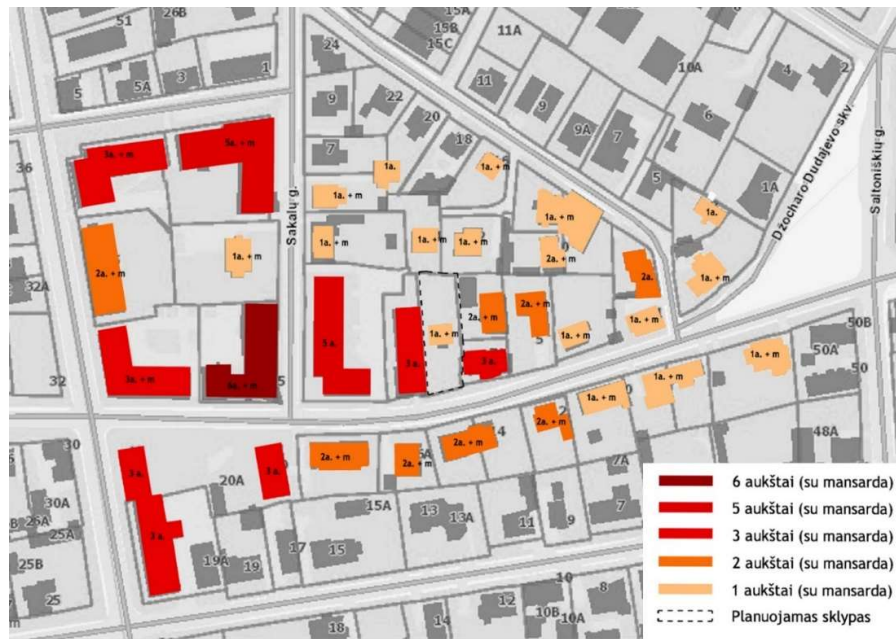 51
26B
15A
15B
15C
11A
24
5
5A
3
1
11
10A
4
2
9
22
9
20
9A
7
6
36
3a. + m
5a. + m
7
18
5
1A
Džocharo Dudajevo skv.
Saltoniškių g.
Sakalų g.
1a.
1a. + m
1a. + m
1a.
2a. + m
1a. + m
1a. + m
1a. + m
1a. + m
2a. + m
2a.
1a. + m
32A
3 a.
3 a.
1a. + m
2a. + m
2a. + m
5
1a. + m
1a. + m
32
3a. + m
5
3 a.
50B
50A
50
1a. + m
1a. + m
1a. + m
30
3 a.
20A
3 a.
2a. + m
2a. + m
2a. + m
14
2a. + m
48A
30A
26A
25A
25B
25
3 a.
19A
19
17
15A
15
13
13A
11
9
7A
7
18
14
12
10
10B
10A
8
6 aukštai (su mansarda)
5 aukštai (su mansarda)
3 aukštai (su mansarda)
2 aukštai (su mansarda)
1 aukštai (su mansarda)
Planuojamas sklypas